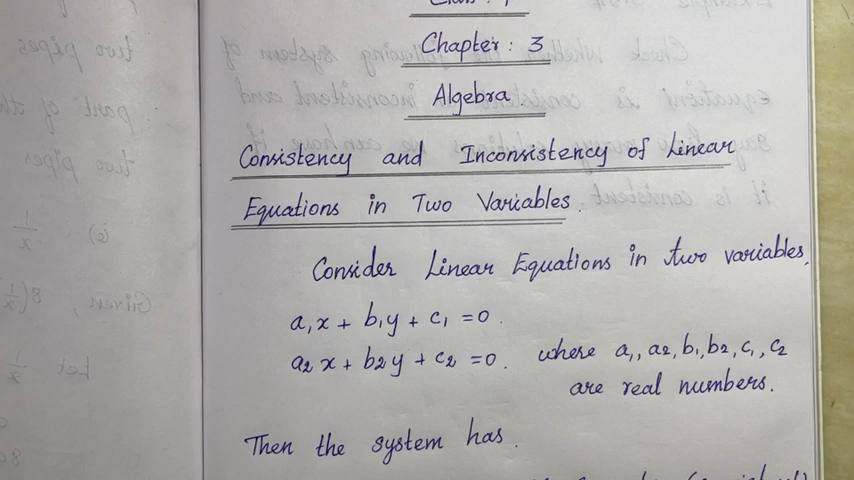 Chapter : 3
Algebra
Consistency and Inconsistency of Linear
Equations in Two Variables.
Consider Linear Equations in two variables,
a₁x + b₁y + c₁ = 0.
a₂x + b₂y + c₂ = 0. where a₁, a₂, b₁, b₂, c₁, c₂
are real numbers.
Then the system has.